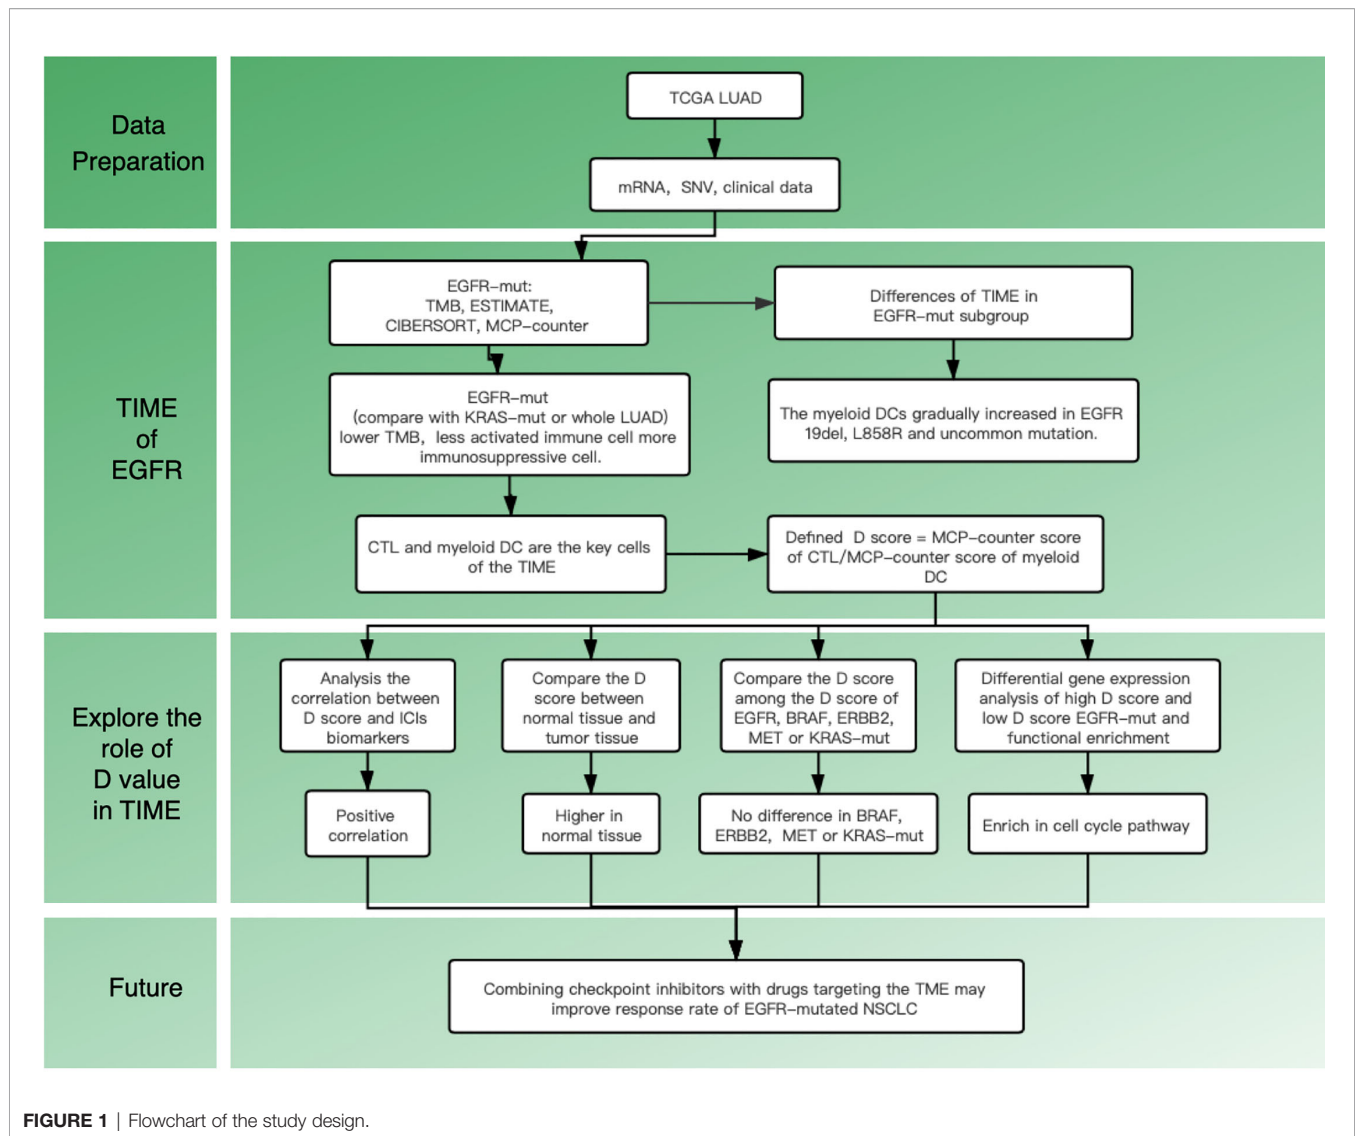 Data
Preparation
TCGA LUAD
mRNA, SNV, clinical data
TIME
of
EGFR
EGFR-mut:
TMB, ESTIMATE,
CIBERSORT, MCP-counter
Differences of TIME in
EGFR-mut subgroup
EGFR-mut
(compare with KRAS-mut or whole LUAD)
lower TMB, less activated immune cell more
immunosuppressive cell.
The myeloid DCs gradually increased in EGFR
19del, L858R and uncommon mutation.
CTL and myeloid DC are the key cells
of the TIME
Defined D score = MCP-counter score
of CTL/MCP-counter score of myeloid
DC
Explore the
role of
D value
in TIME
Analysis the
correlation between
D score and ICIs
biomarkers
Compare the D
score between
normal tissue and
tumor tissue
Compare the D score
among the D score of
EGFR, BRAF, ERBB2,
MET or KRAS-mut
Differential gene expression
analysis of high D score and
low D score EGFR-mut and
functional enrichment
Positive
correlation
Higher in
normal tissue
No difference in BRAF,
ERBB2, MET or KRAS-mut
Enrich in cell cycle pathway
Future
Combining checkpoint inhibitors with drugs targeting the TME may
improve response rate of EGFR-mutated NSCLC
FIGURE 1 | Flowchart of the study design.